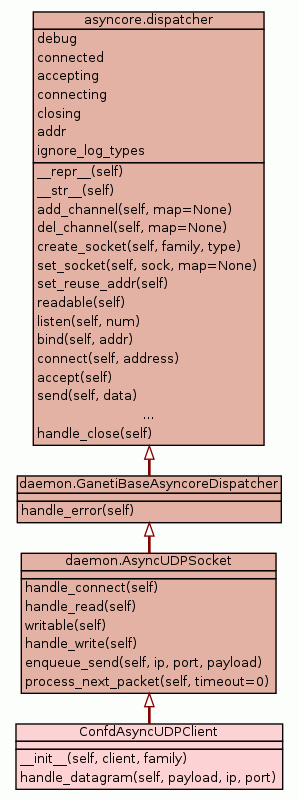 asyncore.dispatcher
debug
connected
accepting
connecting
closing
addr
ignore_log_types
__repr__(self)
__str__(self)
add_channel(self, map=None)
del_channel(self, map=None)
create_socket(self, family, type)
set_socket(self, sock, map=None)
set_reuse_addr(self)
readable(self)
listen(self, num)
bind(self, addr)
connect(self, address)
accept(self)
send(self, data)
...
handle_close(self)
daemon.GanetiBaseAsyncoreDispatcher
handle_error(self)
daemon.AsyncUDPSocket
handle_connect(self)
handle_read(self)
writable(self)
handle_write(self)
enqueue_send(self, ip, port, payload)
process_next_packet(self, timeout=0)
ConfdAsyncUDPClient
__init__(self, client, family)
handle_datagram(self, payload, ip, port)